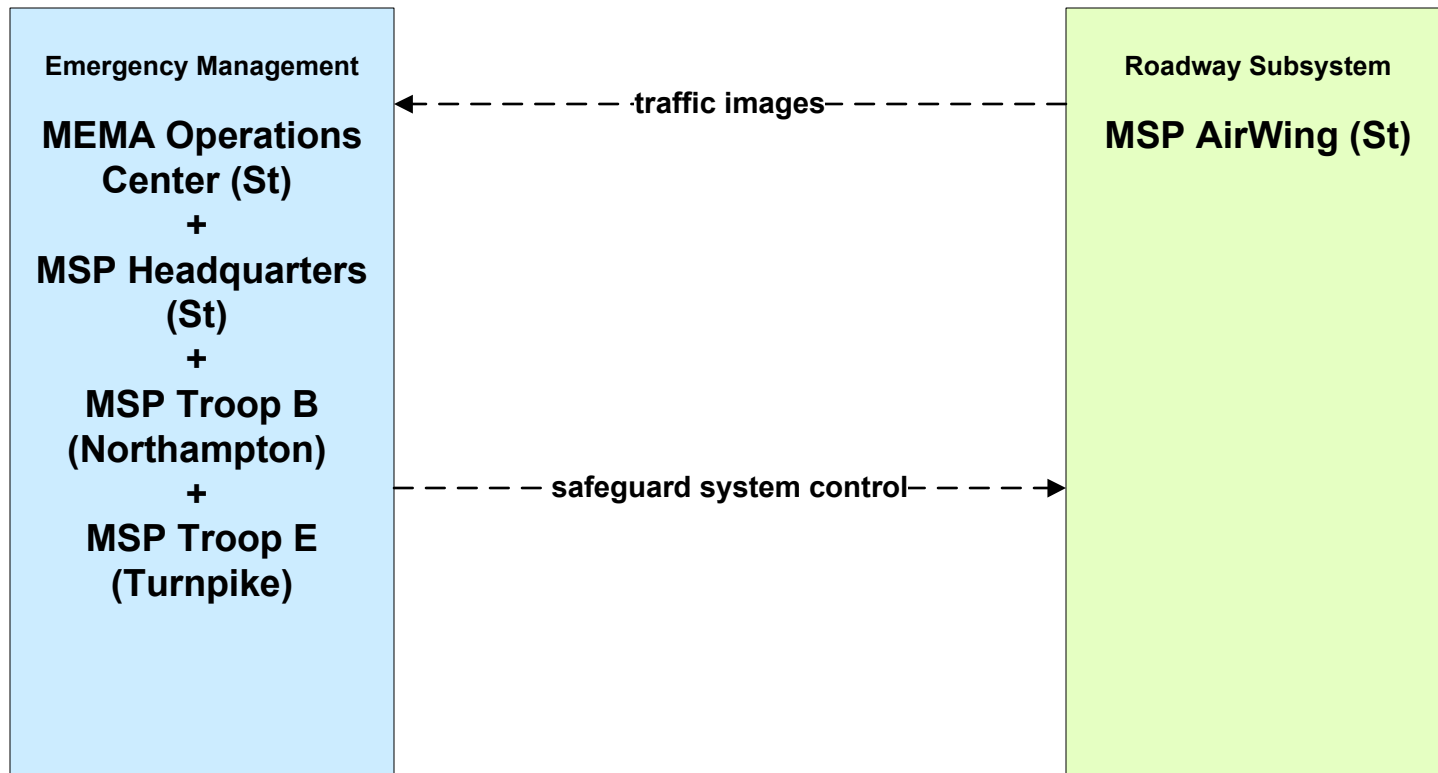 Emergency Management
MEMA Operations
Center (St)
+
MSP Headquarters
(St)
+
MSP Troop B
(Northampton)
+
MSP Troop E
(Turnpike)
traffic images
safeguard system control
Roadway Subsystem
MSP AirWing (St)